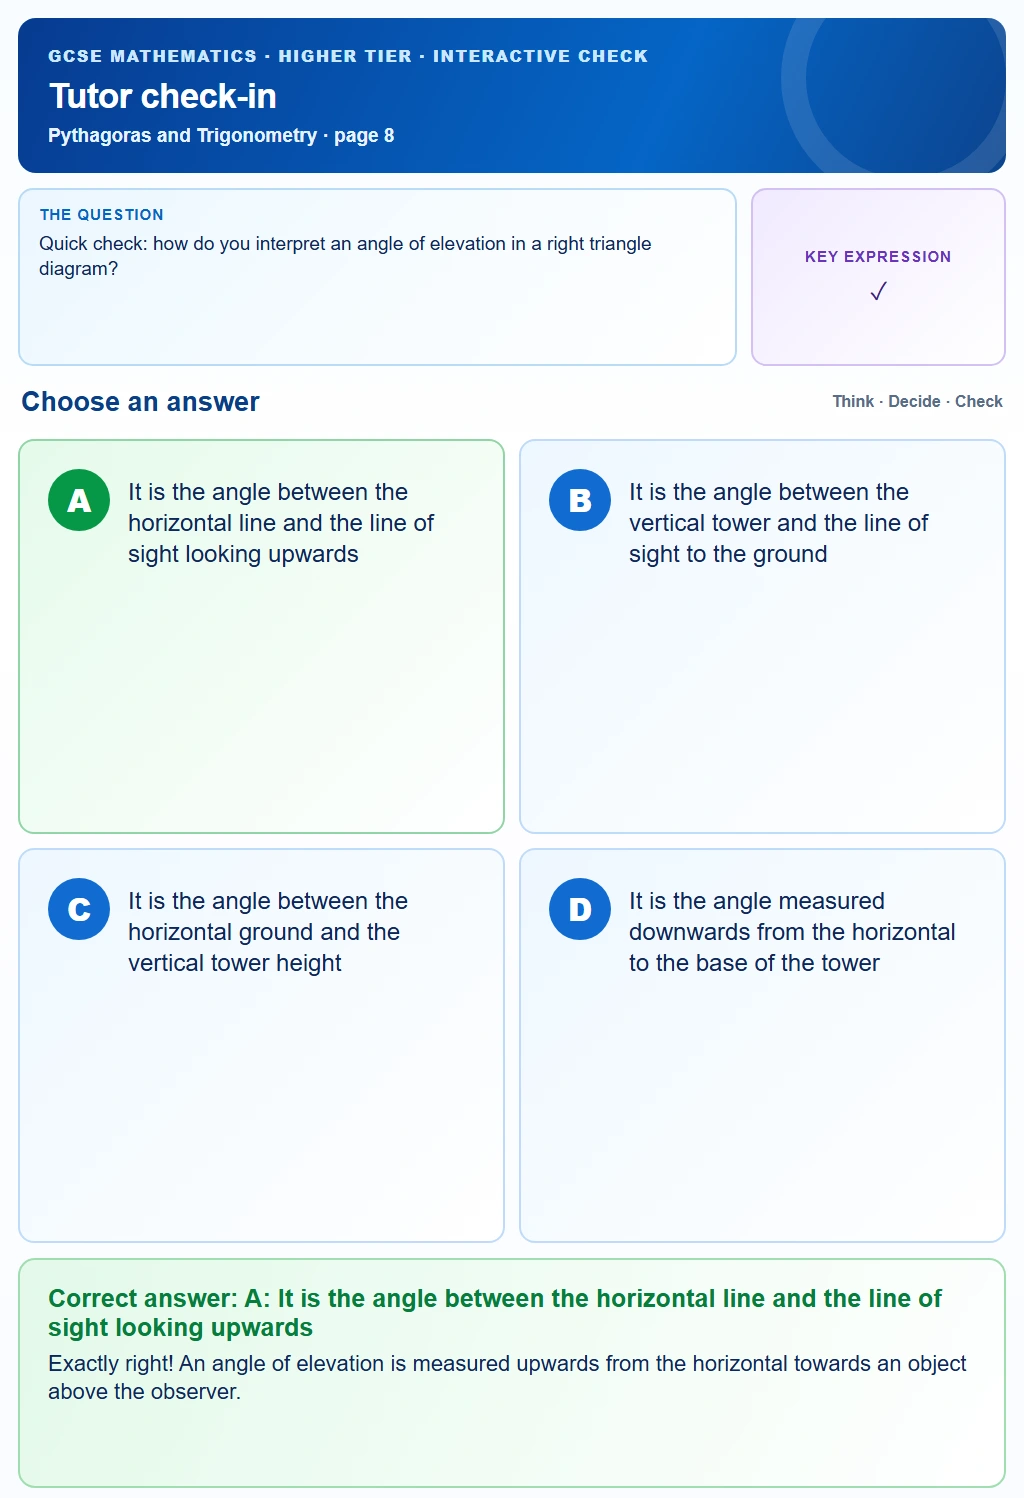 GCSE MATHEMATICS · HIGHER TIER · INTERACTIVE CHECK
Tutor check-in
Pythagoras and Trigonometry · page 8
THE QUESTION
Quick check: how do you interpret an angle of elevation in a right triangle
diagram?
KEY EXPRESSION
✓
Choose an answer
Think · Decide · Check
A
It is the angle between the
horizontal line and the line of
sight looking upwards
B
It is the angle between the
vertical tower and the line of
sight to the ground
C
It is the angle between the
horizontal ground and the
vertical tower height
D
It is the angle measured
downwards from the horizontal
to the base of the tower
Correct answer: A: It is the angle between the horizontal line and the line of
sight looking upwards
Exactly right! An angle of elevation is measured upwards from the horizontal towards an object
above the observer.